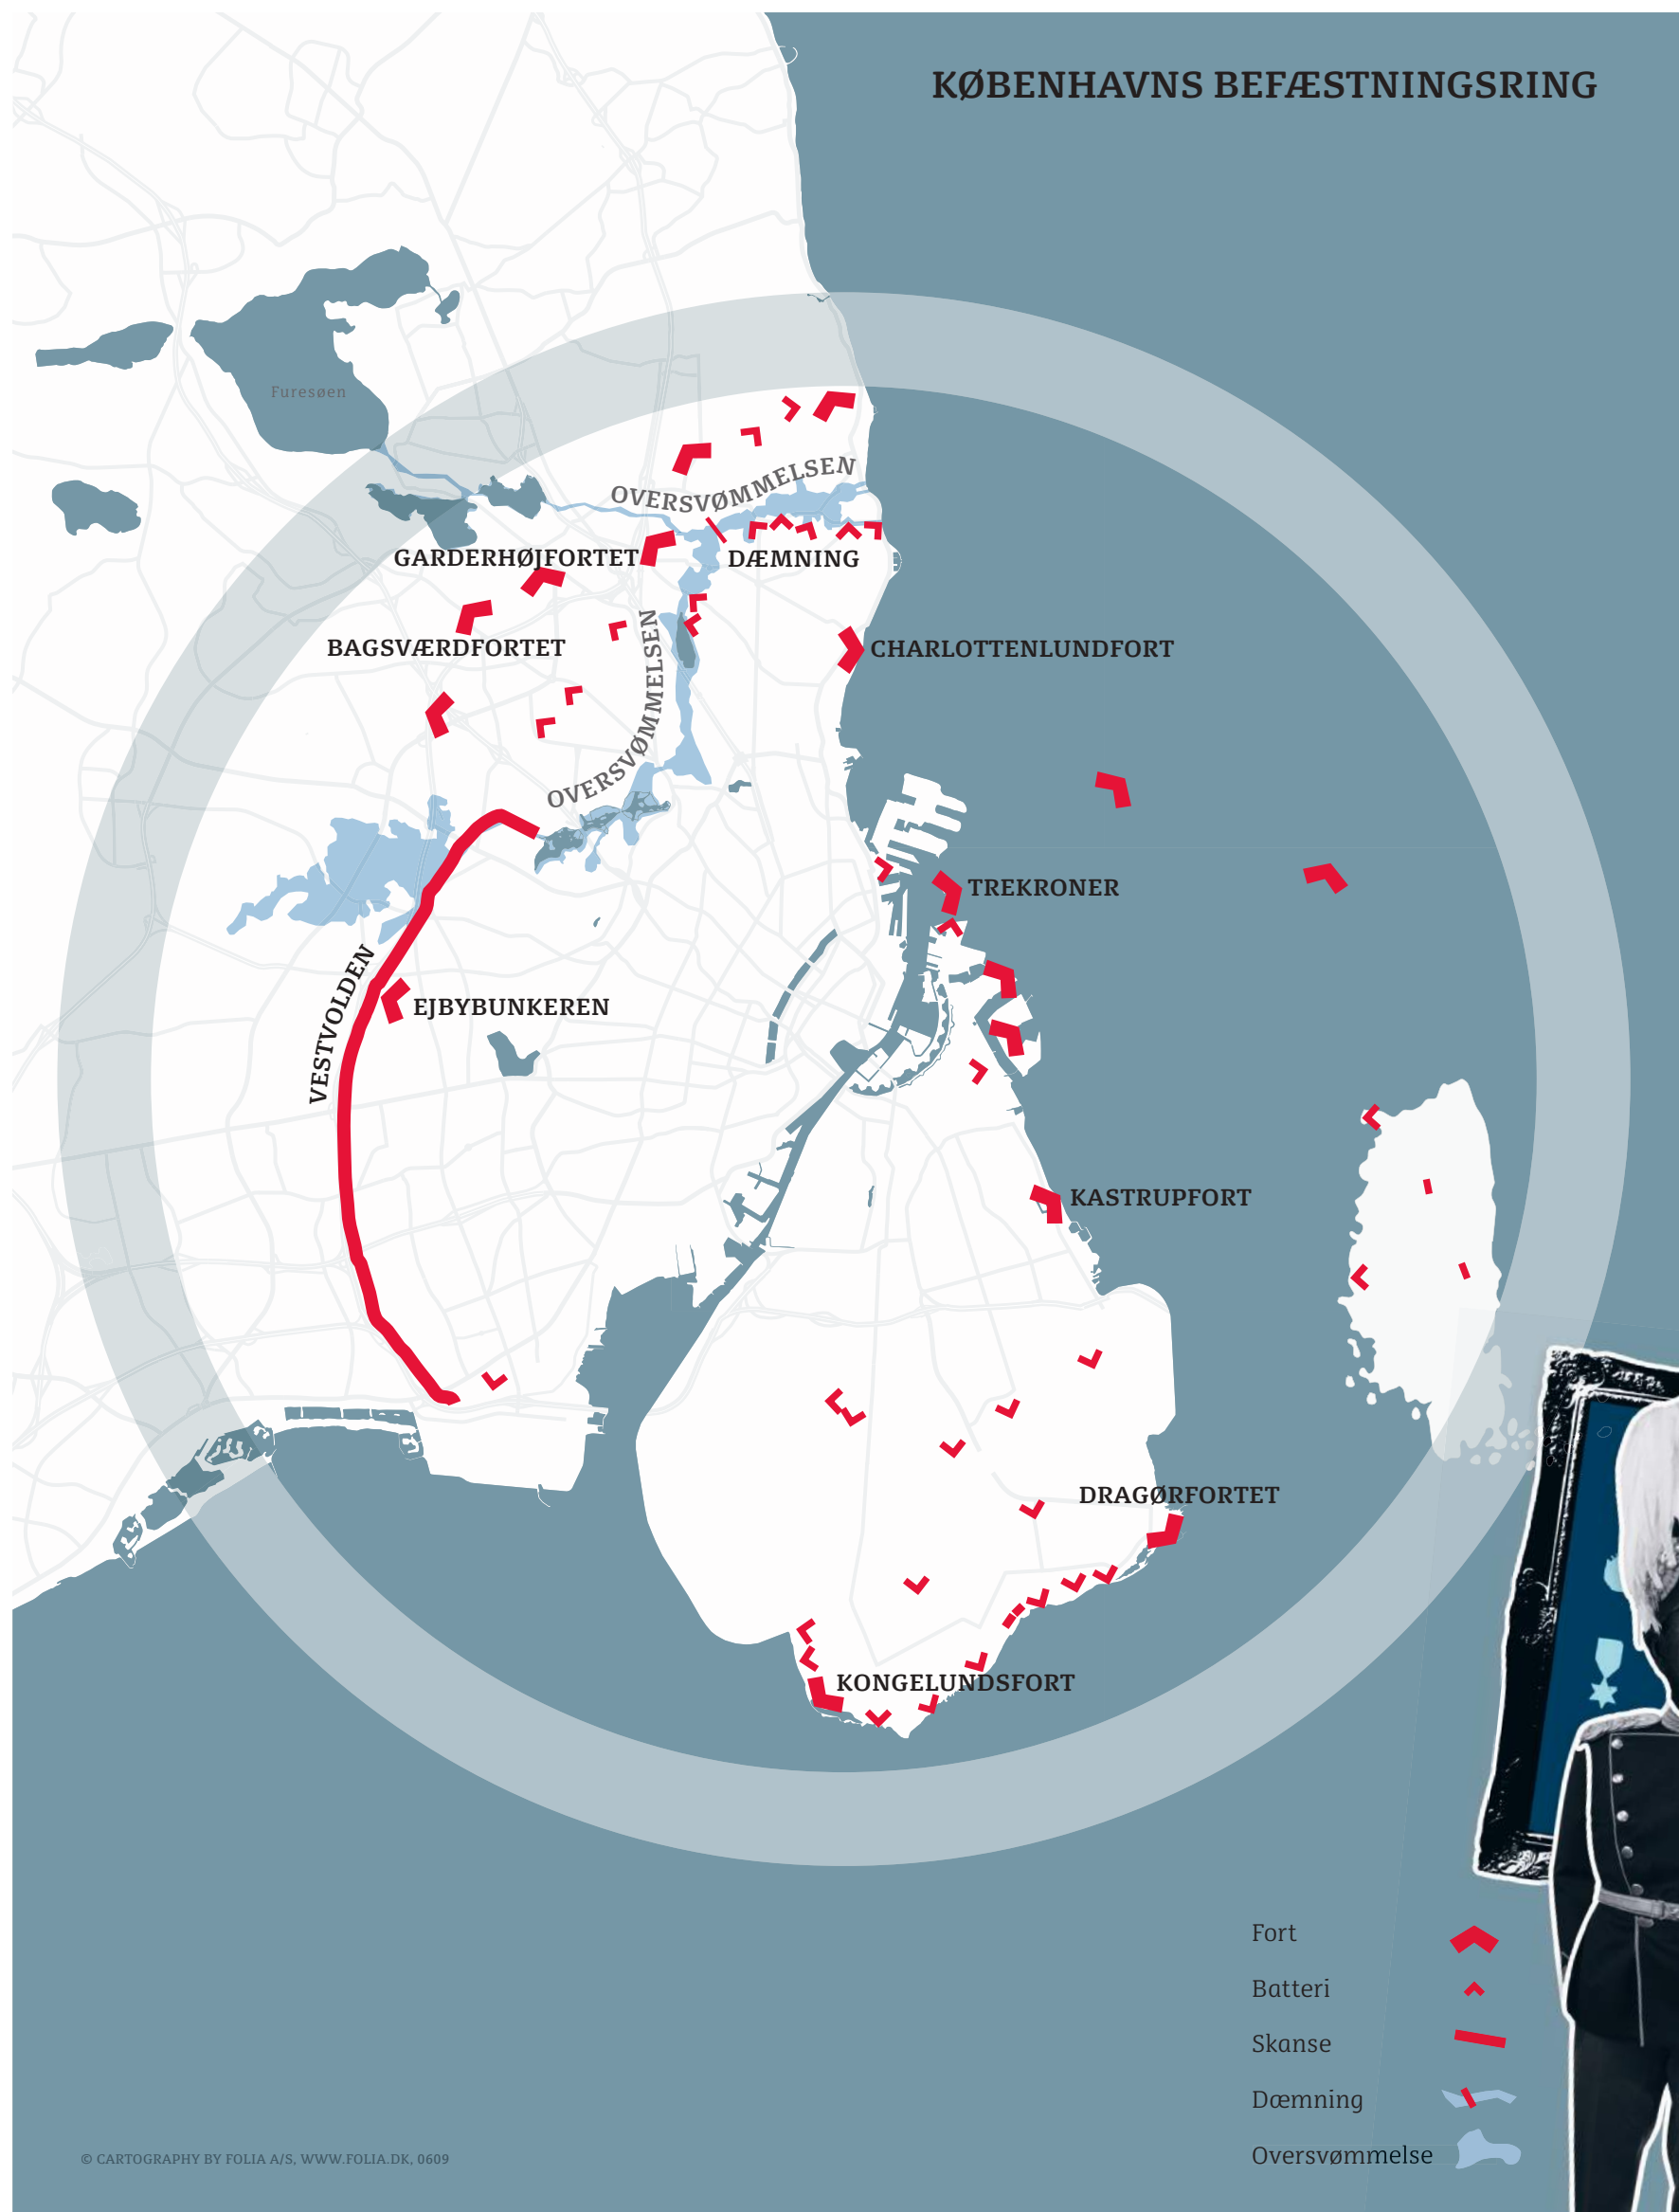 KØBENHAVNS BEFÆSTNINGSRING
Furesøen
OVERSVØMMELSEN
GARDERHØJFORTET
DÆMNING
BAGSVÆRDFORTET
CHARLOTTENLUNDFORT
OVERSVØMMELSEN
TREKRONER
VESTVOLDEN
EJBYBUNKEREN
KASTRUPFORT
DRAGØRFORTET
KONGELUNDSFORT
Fort
Batteri
Skanse
Dæmning
Oversvømmelse
© CARTOGRAPHY BY FOLIA A/S, WWW.FOLIA.DK, 0609